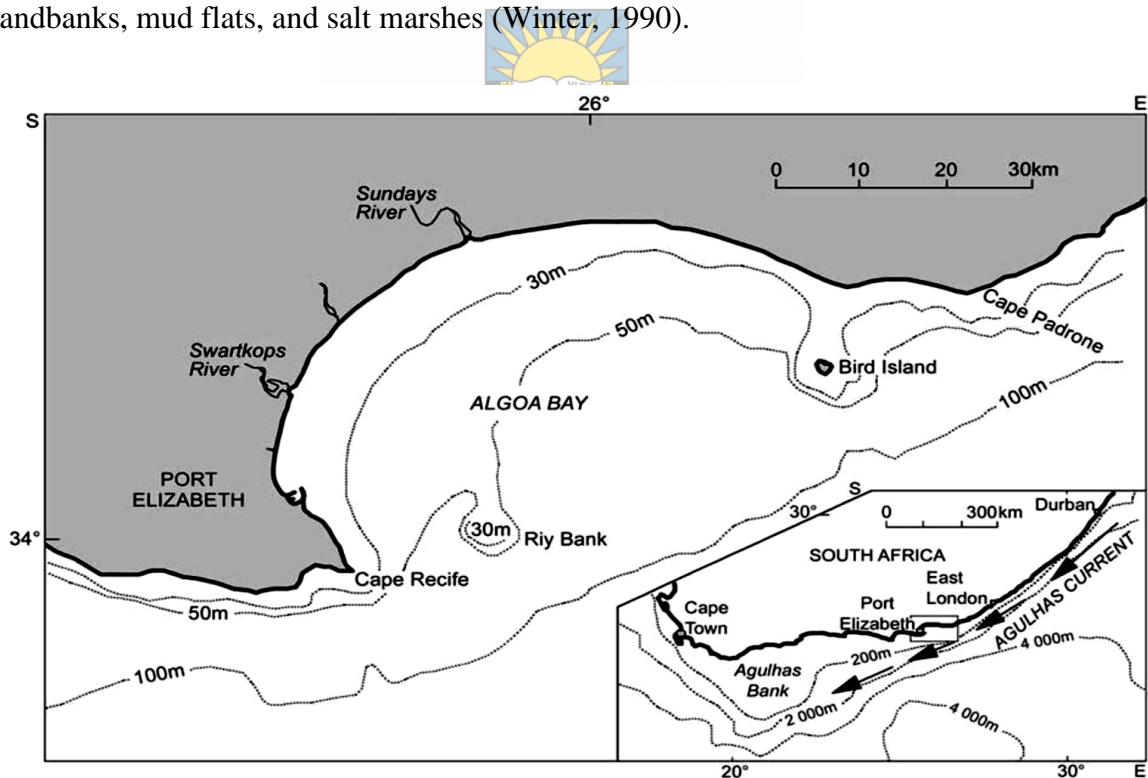 andbanks, mud flats, and salt marshes (Winter, 1990).
26°
S
E
0 10 20 30km
Sundays
River
30m
50m
Cape Padrone
Swartkops
River
Bird Island
ALGOA BAY
100m
PORT
ELIZABETH
34°
30m
Riy Bank
Cape Recife
50m
100m
S
30°
0 300km
Durban
SOUTH AFRICA
East
London
Port
Elizabeth
AGULHAS CURRENT
Cape
Town
200m
4 000m
Agulhas
Bank
2 000m
4 000m
20°
30°
E